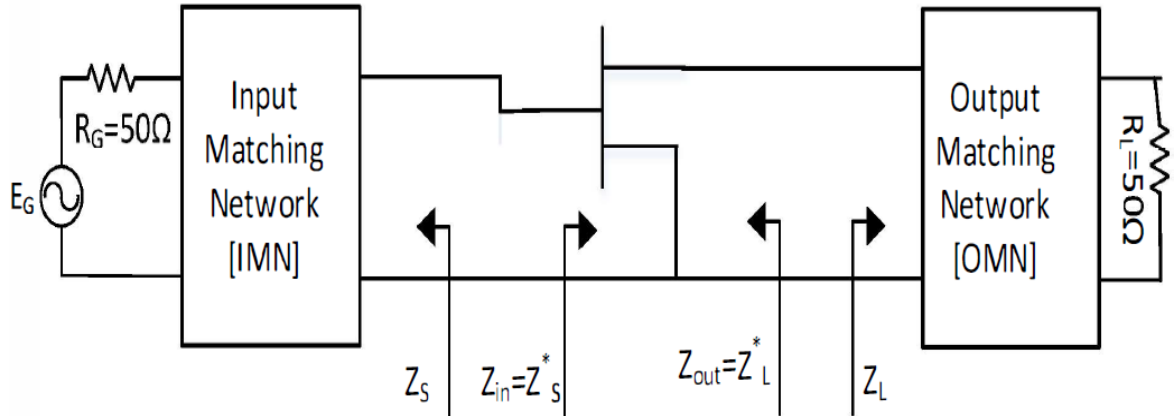 R_G=50Ω
E_G
Input
Matching
Network
[IMN]
Z_S
Z_in=Z*_S
Z_out=Z*_L
Z_L
Output
Matching
Network
[OMN]
R_L=50Ω